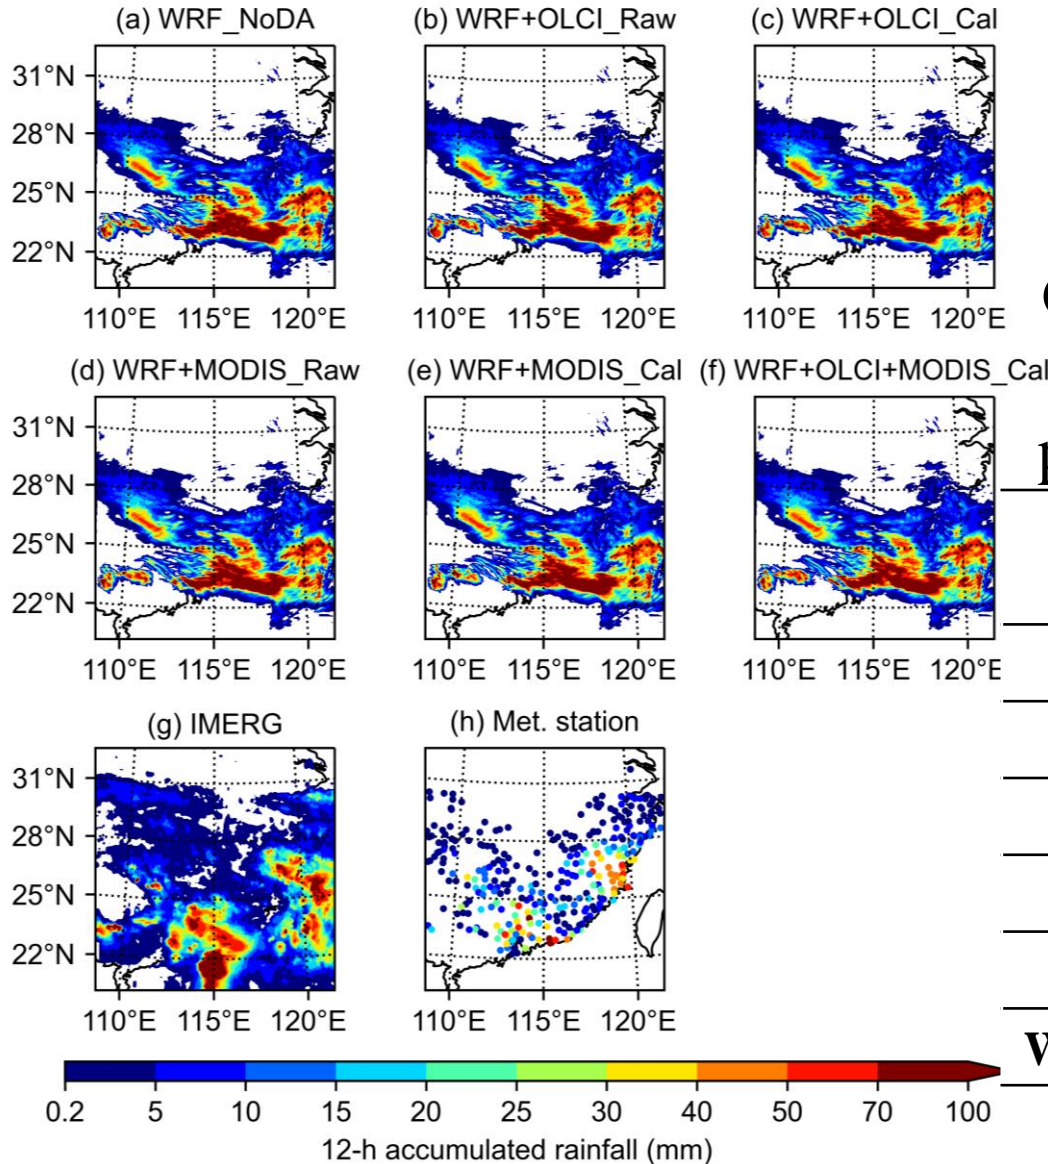 (a) WRF_NoDA (b) WRF+OLCI_Raw (c) WRF+OLCI_Cal
31°N
28°N
25°N
22°N
110°E 115°E 120°E 110°E 115°E 120°E 110°E 115°E 120°E
(d) WRF+MODIS_Raw (e) WRF+MODIS_Cal (f) WRF+OLCI+MODIS_Cal
31°N
28°N
25°N
22°N
110°E 115°E 120°E 110°E 115°E 120°E 110°E 115°E 120°E
(g) IMERG (h) Met. station
31°N
28°N
25°N
22°N
110°E 115°E 120°E 110°E 115°E 120°E
0.2 5 10 15 20 25 30 40 50 70 100
12-h accumulated rainfall (mm)